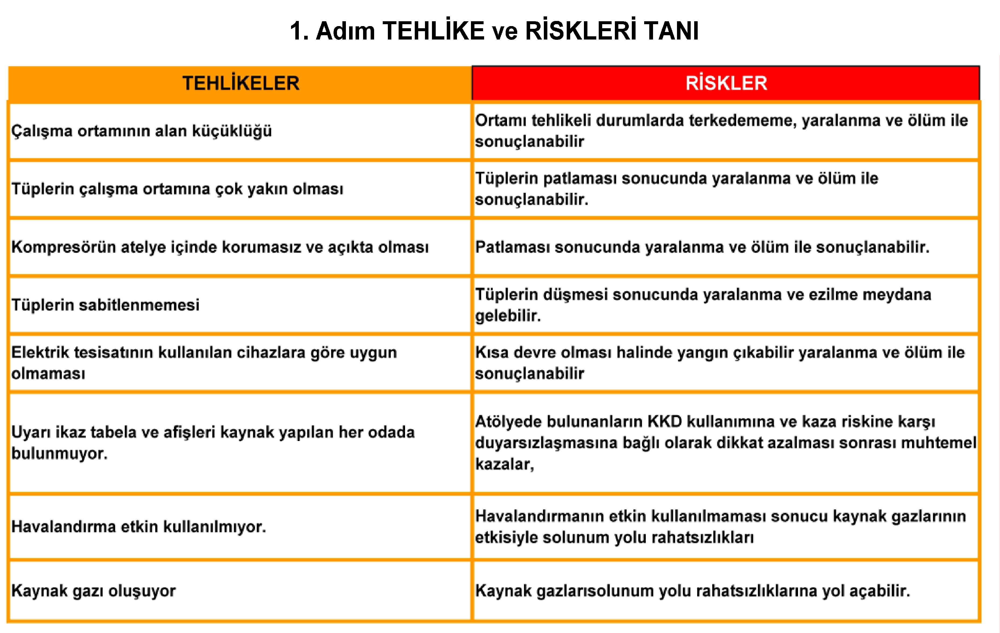 1. Adım TEHLİKE ve RİSKLERİ TANI
TEHLİKELER
RİSKLER
Çalışma ortamının alan küçüklüğü
Ortamı tehlikeli durumlarda terkedememe, yaralanma ve ölüm ile
sonuçlanabilir
Tüplerin çalışma ortamına çok yakın olması
Tüplerin patlaması sonucunda yaralanma ve ölüm ile
sonuçlanabilir.
Kompresörün atelye içinde korumasız ve açıkta olması
Patlaması sonucunda yaralanma ve ölüm ile sonuçlanabilir.
Tüplerin sabitlenmemesi
Tüplerin düşmesi sonucunda yaralanma ve ezilme meydana
gelebilir.
Elektrik tesisatının kullanılan cihazlara göre uygun
olmaması
Kısa devre olması halinde yangın çıkabilir yaralanma ve ölüm ile
sonuçlanabilir
Uyarı ikaz tabela ve afişleri kaynak yapılan her odada
bulunmuyor.
Atölyede bulunanların KKD kullanımına ve kaza riskine karşı
duyarsızlaşmasına bağlı olarak dikkat azalması sonrası muhtemel
kazalar,
Havalandırma etkin kullanılmıyor.
Havalandırmanın etkin kullanılmaması sonucu kaynak gazlarının
etkisiyle solunum yolu rahatsızlıkları
Kaynak gazı oluşuyor
Kaynak gazlarısolunum yolu rahatsızlıklarına yol açabilir.